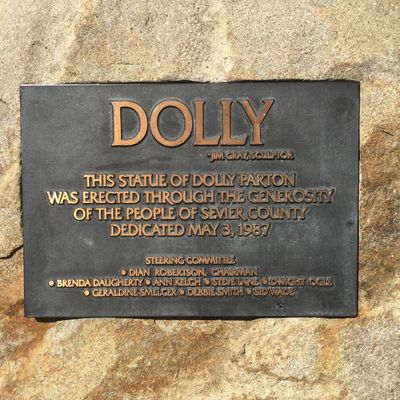 DOLLY
JIM GRAY, SCULPTOR
THIS STATUE OF DOLLY PARTON
WAS ERECTED THROUGH THE GENEROSITY
OF THE PEOPLE OF SEVIER COUNTY
DEDICATED MAY 3, 1987
STEERING COMMITTEE
• DIAN ROBERTSON, CHAIRMAN
• BRENDA DAUGHERTY • ANN KELCH • STEVE LANE • DWIGHT OGLE
• GERALDINE SMELCER • DEBBIE SMITH • SID WADE